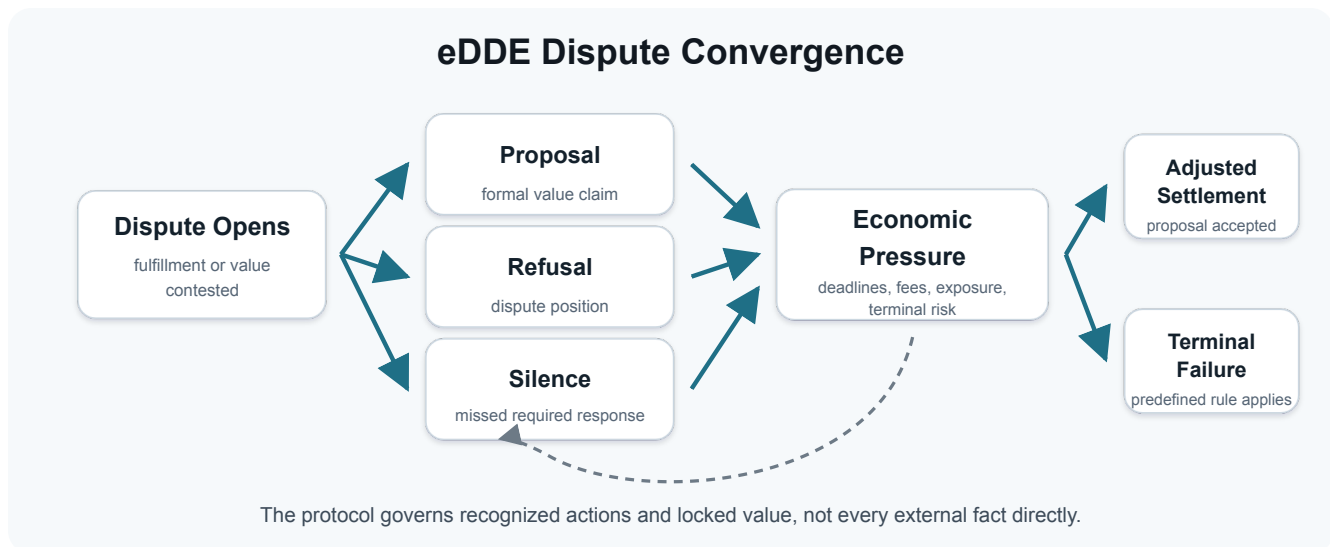 eDDE Dispute Convergence
Dispute Opens
fulfillment or value
contested
Proposal
formal value claim
Refusal
dispute position
Silence
missed required response
Economic
Pressure
deadlines, fees, exposure,
terminal risk
Adjusted
Settlement
proposal accepted
Terminal
Failure
predefined rule applies
The protocol governs recognized actions and locked value, not every external fact directly.